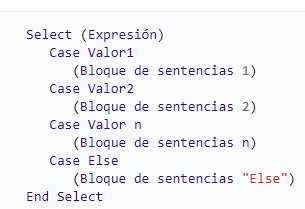 Select (Expresión)
Case Valor1
(Bloque de sentencias 1)
Case Valor2
(Bloque de sentencias 2)
Case Valor n
(Bloque de sentencias n)
Case Else
(Bloque de sentencias "Else")
End Select